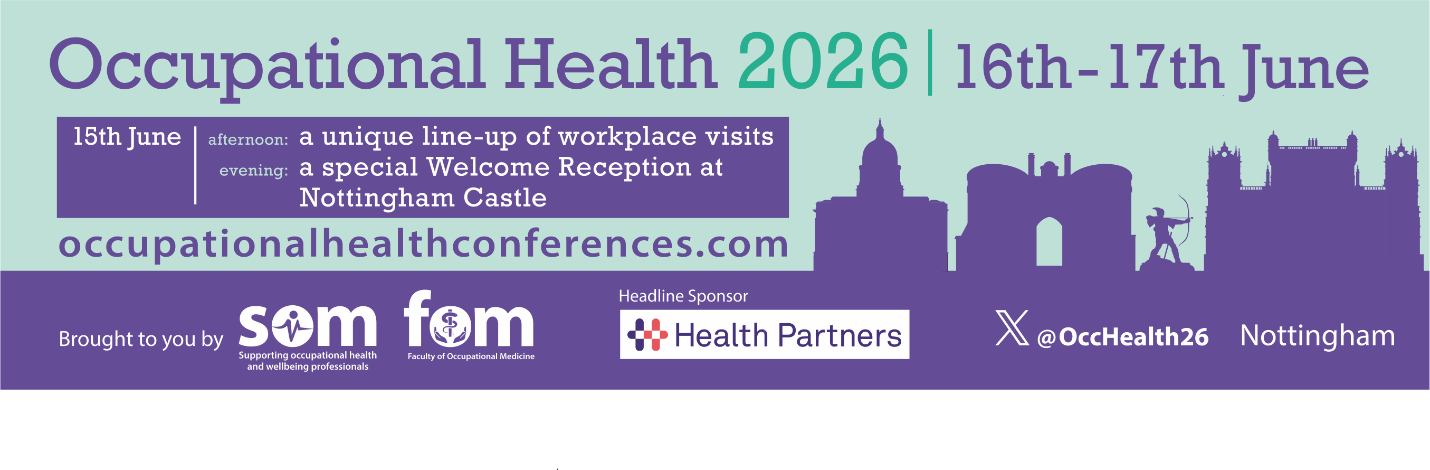 Occupational Health 2026 | 16th-17th June
15th June
afternoon: a unique line-up of workplace visits
evening: a special Welcome Reception at
Nottingham Castle
occupationalhealthconferences.com
Brought to you by
som
Supporting occupational health
and wellbeing professionals
fom
Faculty of Occupational Medicine
Headline Sponsor
Health Partners
X @OccHealth26
Nottingham